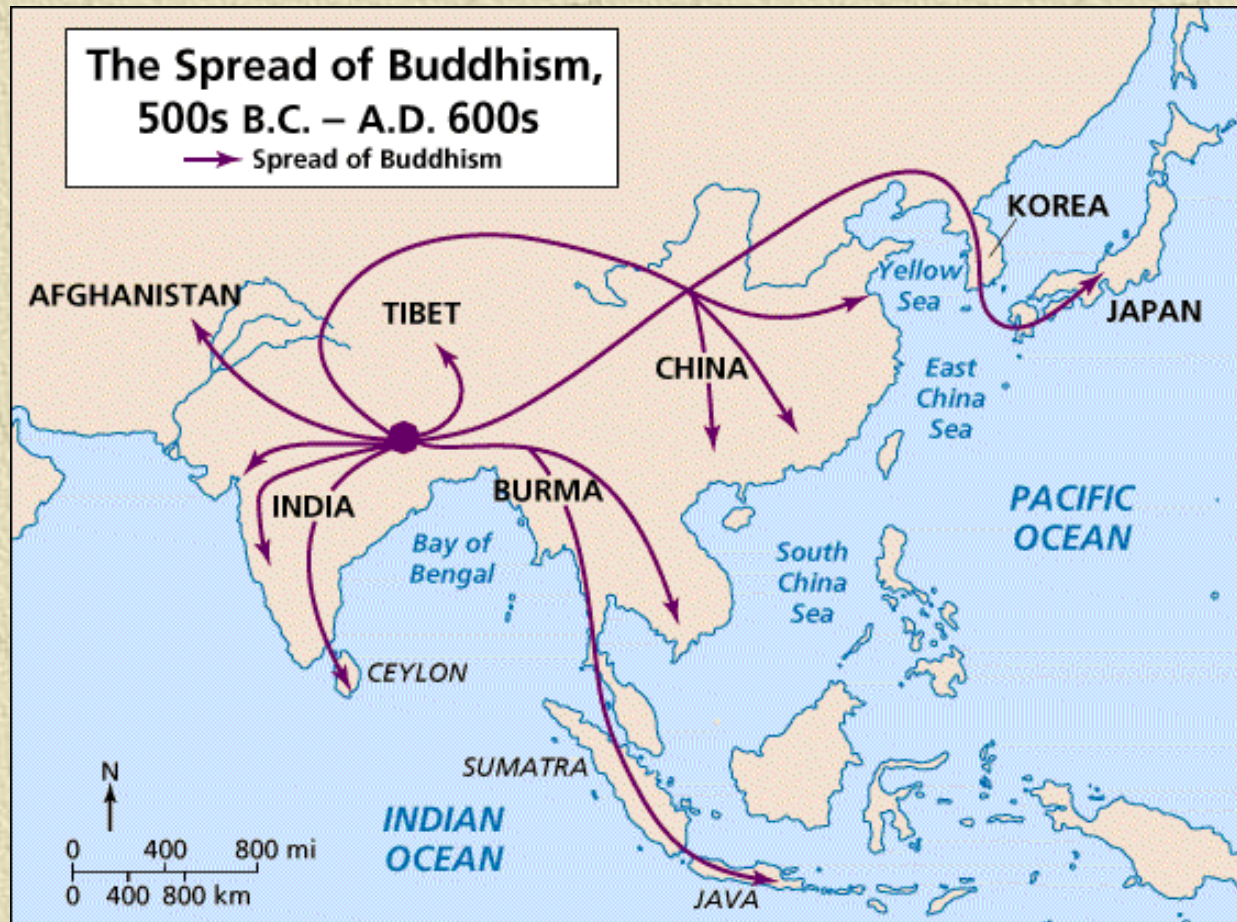 The Spread of Buddhism,
500s B.C. – A.D. 600s
Spread of Buddhism
KOREA
Yellow
Sea
AFGHANISTAN
TIBET
JAPAN
CHINA
East
China
Sea
INDIA
BURMA
PACIFIC
OCEAN
Bay of
Bengal
South
China
Sea
CEYLON
SUMATRA
N
INDIAN
OCEAN
0 400 800 mi
0 400 800 km
JAVA